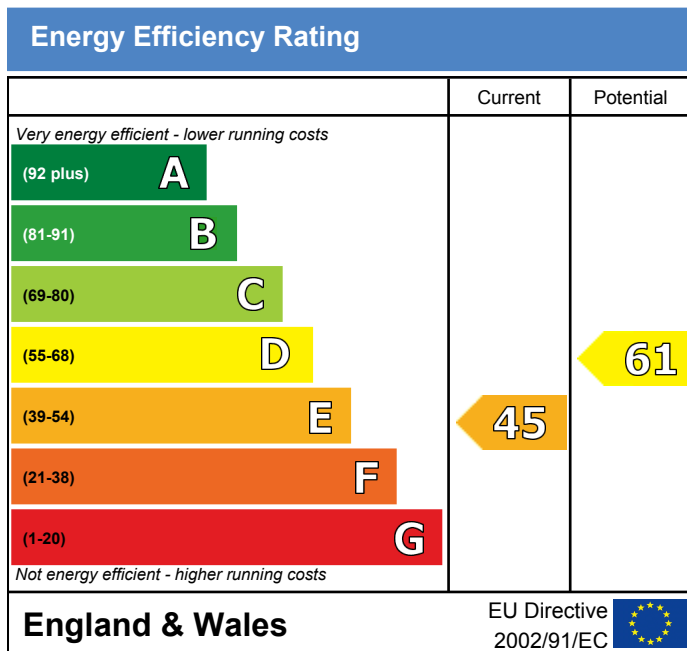 Energy Efficiency Rating
Current Potential
Very energy efficient - lower running costs
(92 plus) A
(81-91) B
(69-80) C
(55-68) D
61
(39-54) E
45
(21-38) F
(1-20) G
Not energy efficient - higher running costs
England & Wales
EU Directive
2002/91/EC